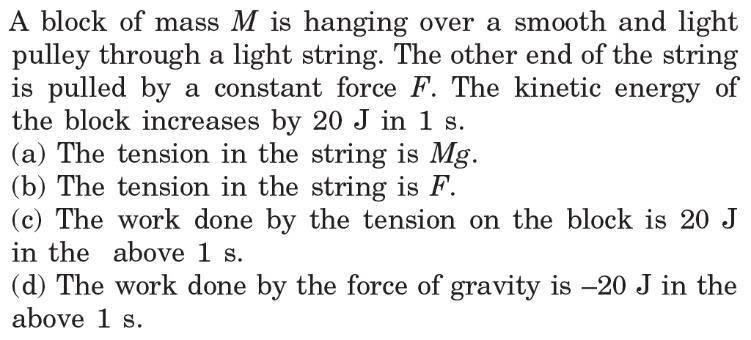 A block of mass M is hanging over a smooth and light
pulley through a light string. The other end of the string
is pulled by a constant force F. The kinetic energy of
the block increases by 20 J in 1 s.
(a) The tension in the string is Mg.
(b) The tension in the string is F.
(c) The work done by the tension on the block is 20 J
in the above 1 s.
(d) The work done by the force of gravity is –20 J in the
above 1 s.